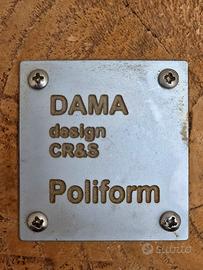 DAMA
design
CR&S
Poliform
subito